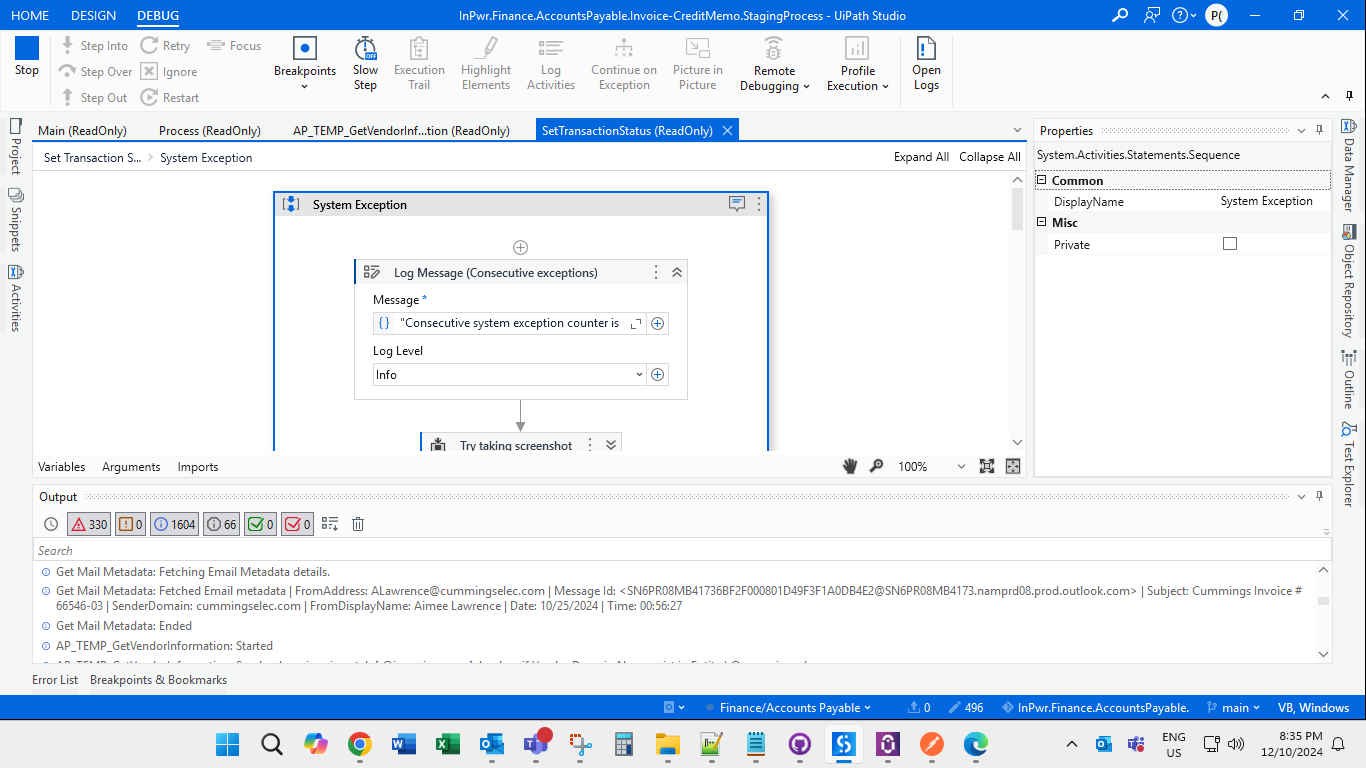 HOME DESIGN DEBUG InPwr.Finance.AccountsPayable.Invoice-CreditMemo.StagingProcess - UiPath Studio P(
Stop
Step Into Retry Focus
Step Over Ignore
Step Out Restart
Breakpoints
Slow Step
OFF
Execution Trail
Highlight Elements
Log Activities
Continue on Exception
Picture in Picture
Remote Debugging
Profile Execution
Open Logs
Main (ReadOnly) Process (ReadOnly) AP_TEMP_GetVendorInf...tion (ReadOnly) SetTransactionStatus (ReadOnly)
Set Transaction S... > System Exception Expand All Collapse All
Project
Snippets
Activities
System Exception
Log Message (Consecutive exceptions)
Message *
"Consecutive system exception counter is
Log Level
Info
Try taking screenshot
Variables Arguments Imports 100%
Properties
System.Activities.Statements.Sequence
Common
DisplayName System Exception
Misc
Private
Data Manager
Object Repository
Outline
Test Explorer
Output
330 0 1604 66 0 0
Search
Get Mail Metadata: Fetching Email Metadata details.
Get Mail Metadata: Fetched Email metadata | FromAddress: ALawrence@cummingselec.com | Message Id: <SN6PR08MB41736BF2F000801D49F3F1A0DB4E2@SN6PR08MB4173.namprd08.prod.outlook.com> | Subject: Cummings Invoice #
66546-03 | SenderDomain: cummingselec.com | FromDisplayName: Aimee Lawrence | Date: 10/25/2024 | Time: 00:56:27
Get Mail Metadata: Ended
AP_TEMP_GetVendorInformation: Started
Error List Breakpoints & Bookmarks
Finance/Accounts Payable 0 496 InPwr.Finance.AccountsPayable. main VB, Windows
ENG
US
8:35 PM
12/10/2024